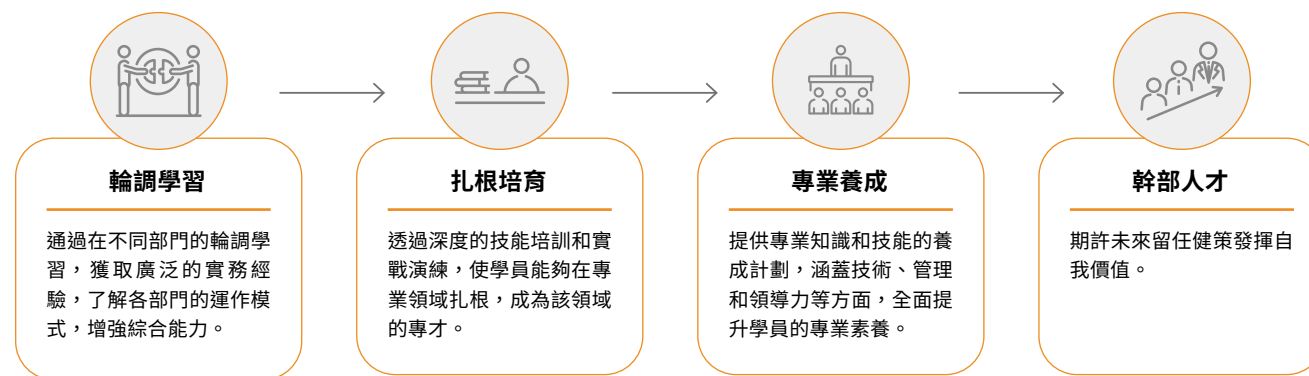 輪調學習
通過在不同部門的輪調學
習，獲取廣泛的實務經
驗，了解各部門的運作模
式，增強綜合能力。
扎根培育
透過深度的技能培訓和實
戰演練，使學員能夠在專
業領域扎根，成為該領域
的專才。
專業養成
提供專業知識和技能的養
成計劃，涵蓋技術、管理
和領導力等方面，全面提
升學員的專業素養。
幹部人才
期許未來留任健策發揮自
我價值。